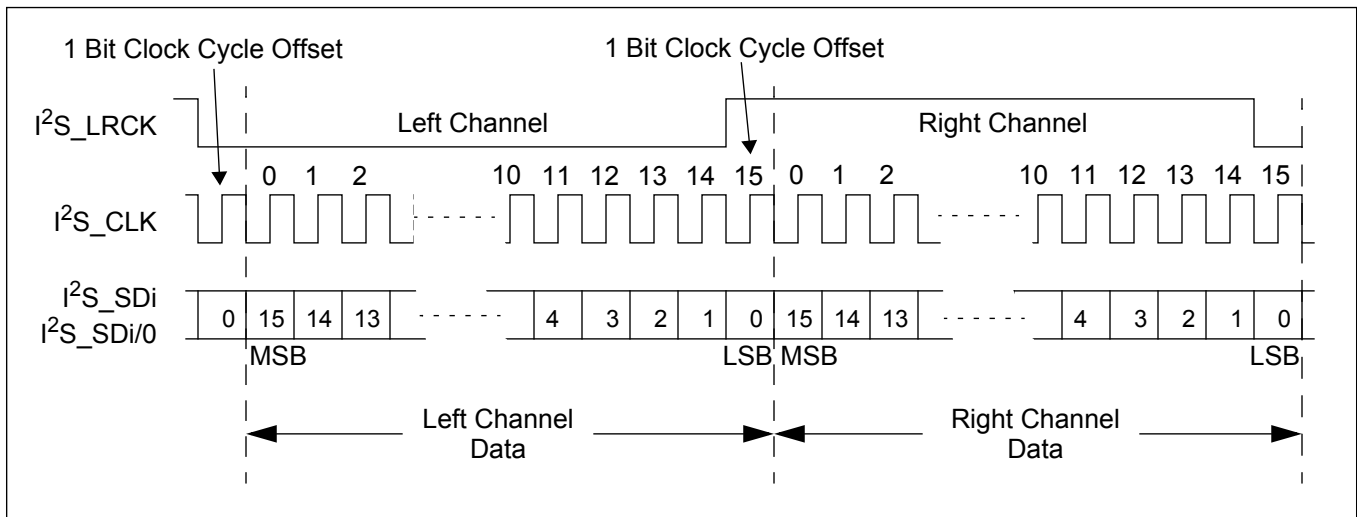 1 Bit Clock Cycle Offset 1 Bit Clock Cycle Offset
I²S_LRCK Left Channel Right Channel
0 1 2 10 11 12 13 14 15 0 1 2 10 11 12 13 14 15
I²S_CLK
I²S_SDi
I²S_SDi/0 0 15 14 13 4 3 2 1 0 15 14 13 4 3 2 1 0
MSB LSB MSB LSB
Left Channel Right Channel
Data Data